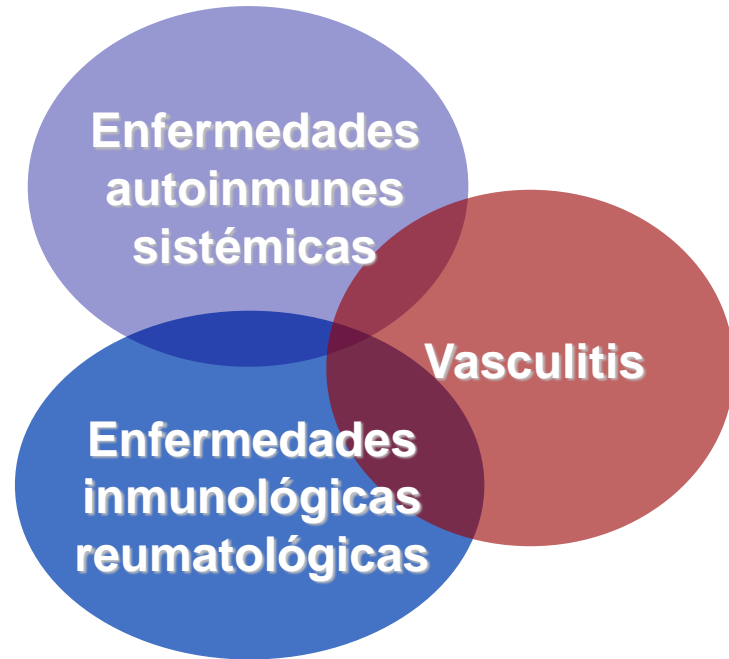 Enfermedades
autoinmunes
sistémicas
Vasculitis
Enfermedades
inmunológicas
reumatológicas